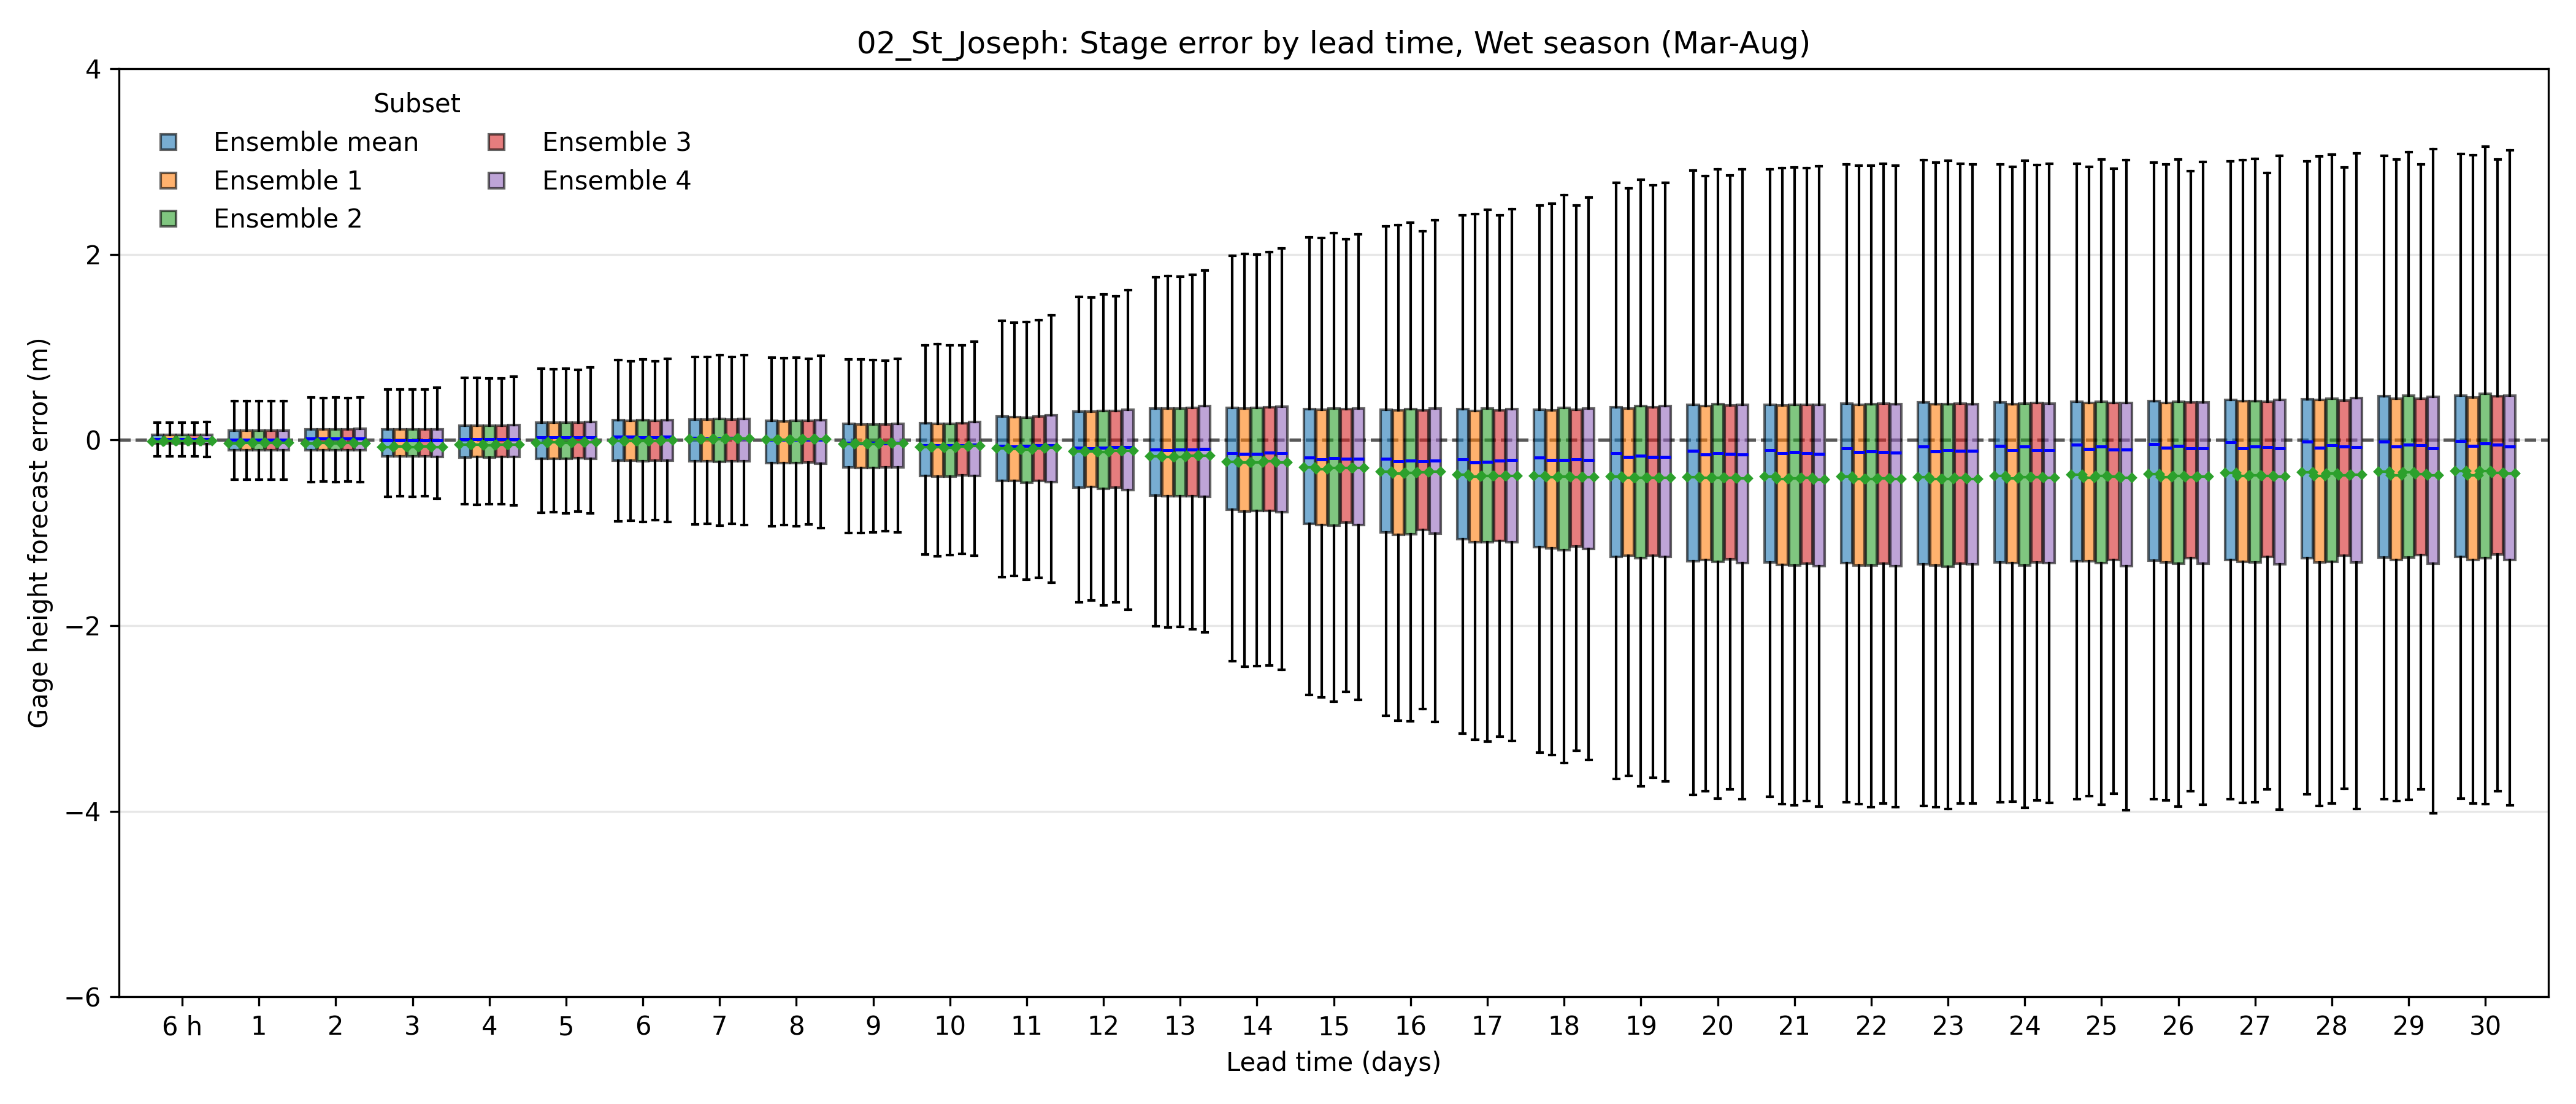 02_St_Joseph: Stage error by lead time, Wet season (Mar-Aug)
Subset
Ensemble mean
Ensemble 1
Ensemble 2
Ensemble 3
Ensemble 4
Gage height forecast error (m)
4
2
0
−2
−4
−6
6 h 1 2 3 4 5 6 7 8 9 10 11 12 13 14 15 16 17 18 19 20 21 22 23 24 25 26 27 28 29 30
Lead time (days)